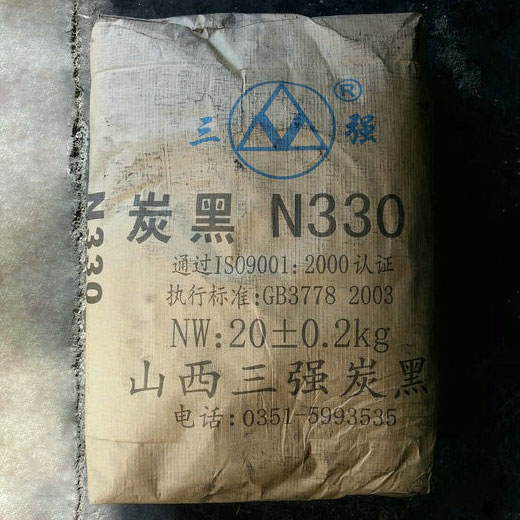 三 ® 强
N330
炭黑 N330
通过ISO9001: 2000认证
执行标准:GB3778 2003
NW:20±0.2kg
山西三强炭黑
电话:0351-5993535